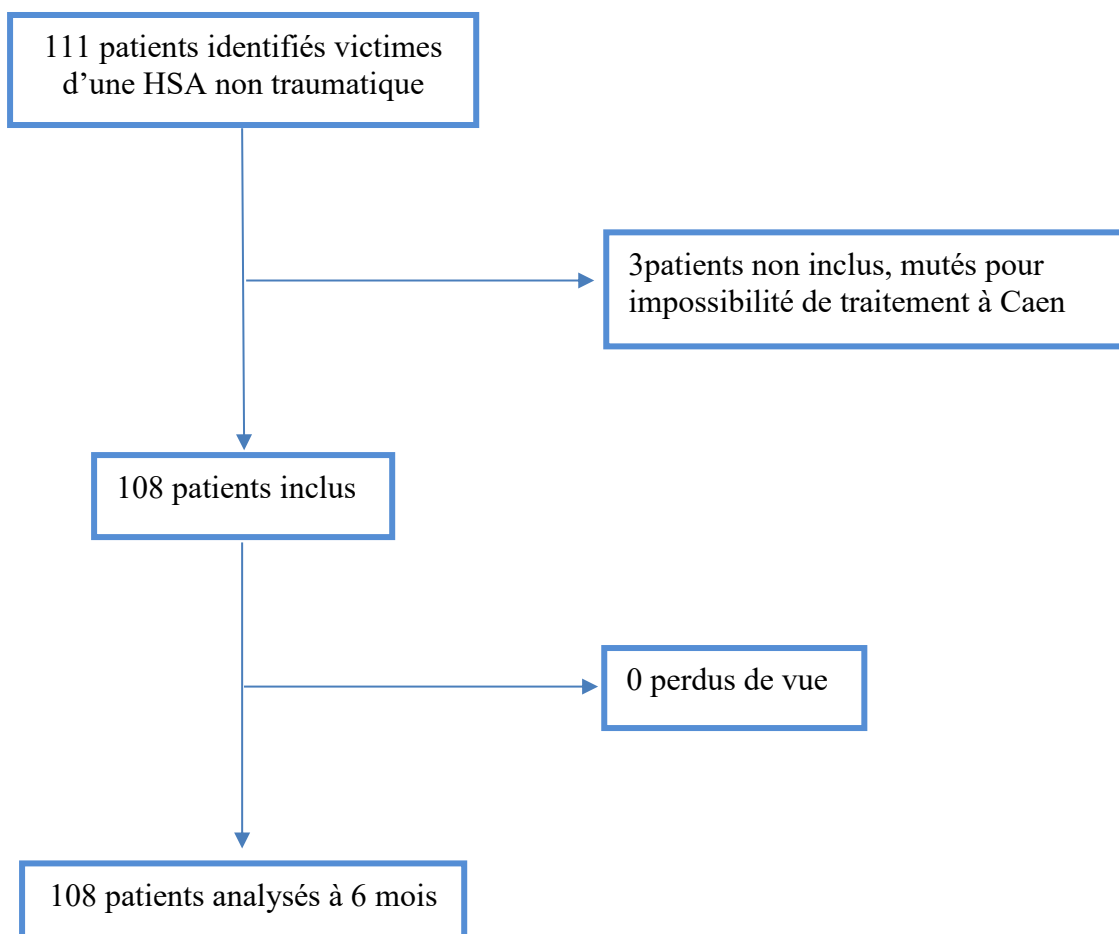 111 patients identifiés victimes
d’une HSA non traumatique
3patients non inclus, mutés pour
impossibilité de traitement à Caen
108 patients inclus
0 perdus de vue
108 patients analysés à 6 mois